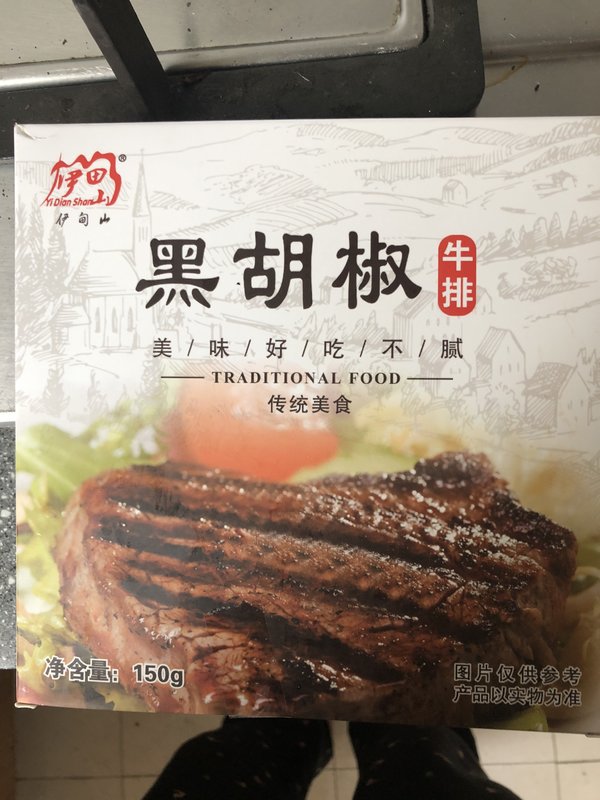 伊甸山®
Yi Dian Shan
伊甸山
黑胡椒
牛排
美/味/好/吃/不/腻
TRADITIONAL FOOD
传统美食
净含量：150g
图片仅供参考
产品以实物为准